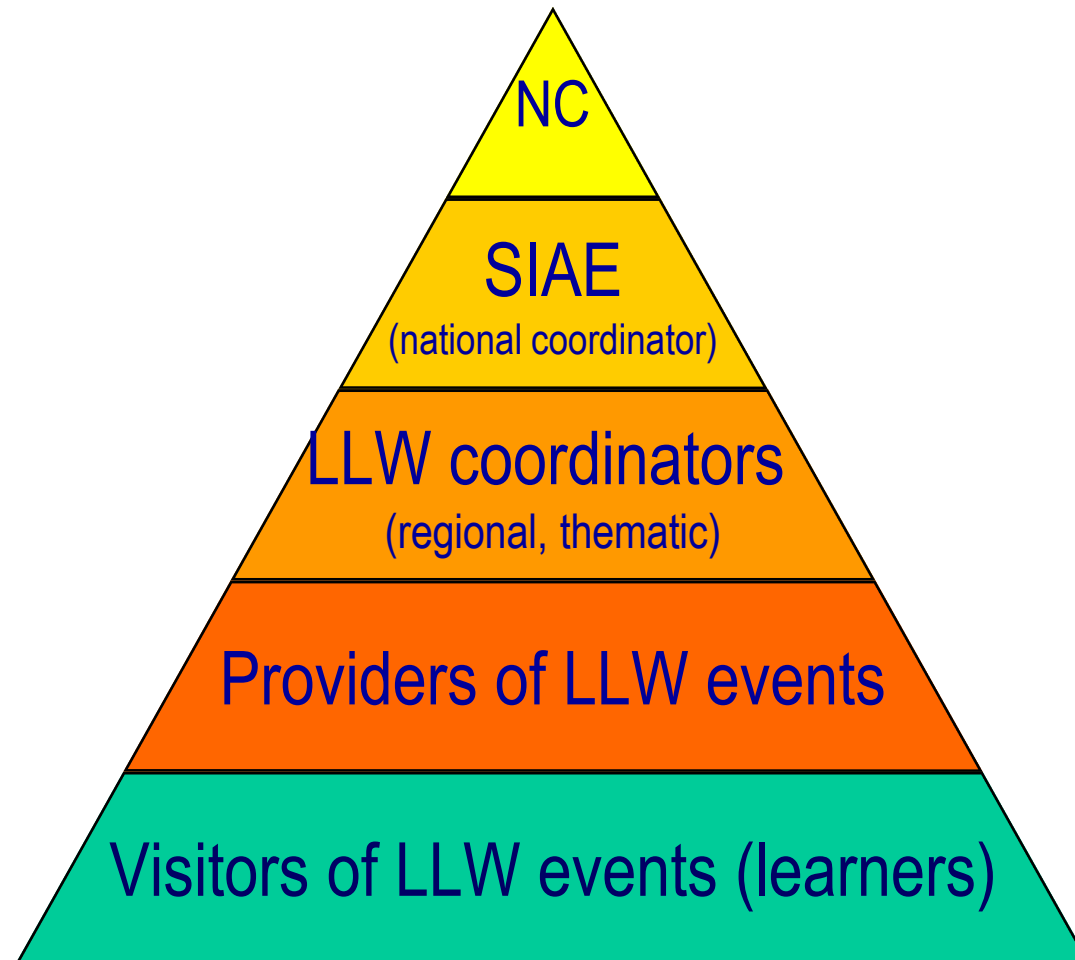 NC
SIAE
(national coordinator)
LLW coordinators
(regional, thematic)
Providers of LLW events
Visitors of LLW events (learners)